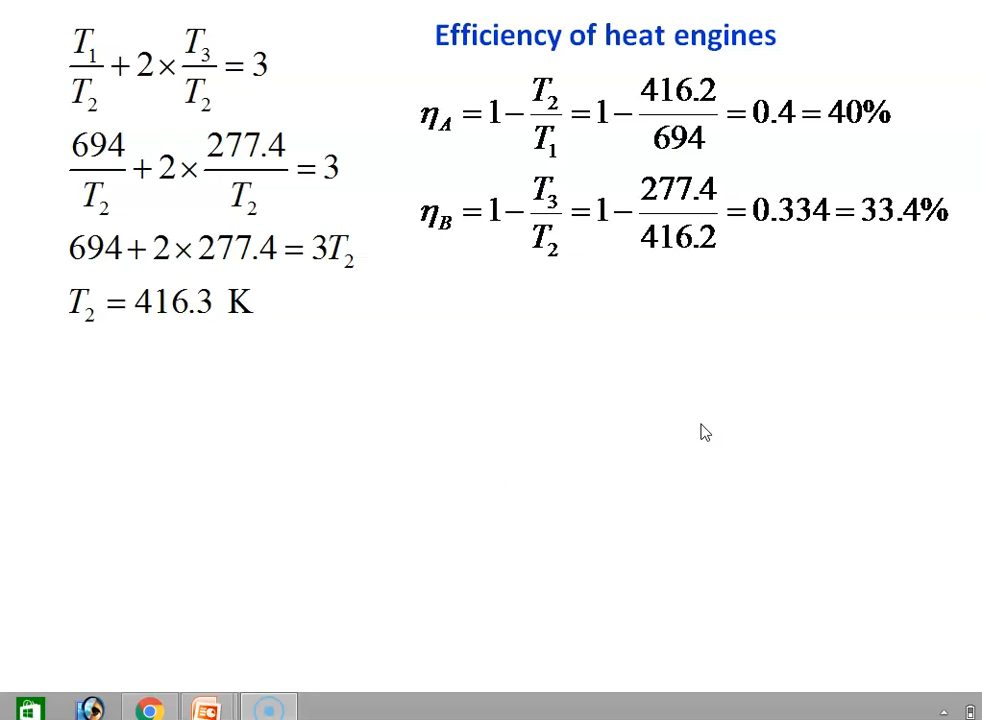 T₁/T₂ + 2 × T₃/T₂ = 3
694/T₂ + 2 × 277.4/T₂ = 3
694 + 2 × 277.4 = 3T₂
T₂ = 416.3 K
Efficiency of heat engines
η_A = 1 − T₂/T₁ = 1 − 416.2/694 = 0.4 = 40%
η_B = 1 − T₃/T₂ = 1 − 277.4/416.2 = 0.334 = 33.4%